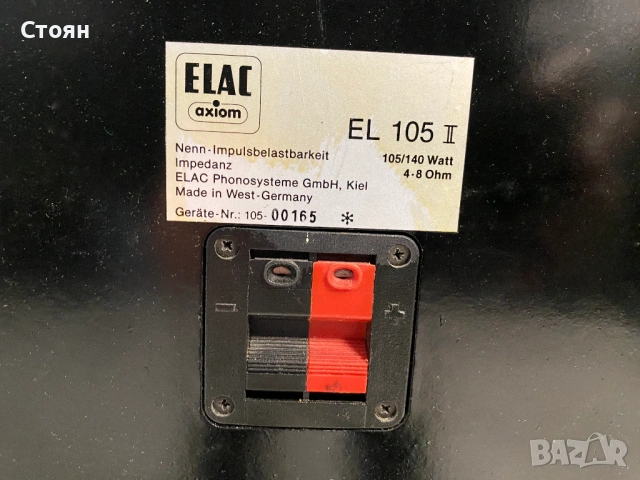 Стоян
ELAC
axiom
EL 105 II
Nenn-Impulsbelastbarkeit 105/140 Watt
Impedanz 4-8 Ohm
ELAC Phonosysteme GmbH, Kiel
Made in West-Germany
Geräte-Nr.: 105- 00165 *
- +
BAZAR